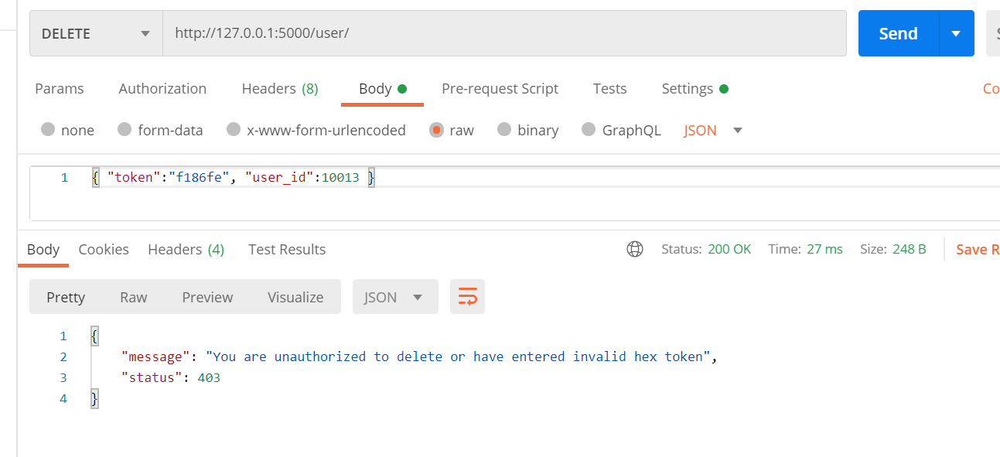 DELETE http://127.0.0.1:5000/user/ Send
Params Authorization Headers (8) Body Pre-request Script Tests Settings Co
none form-data x-www-form-urlencoded raw binary GraphQL JSON
1 { "token":"f186fe", "user_id":10013 }
Body Cookies Headers (4) Test Results Status: 200 OK Time: 27 ms Size: 248 B Save R
Pretty Raw Preview Visualize JSON
1 {
2 "message": "You are unauthorized to delete or have entered invalid hex token",
3 "status": 403
4 }